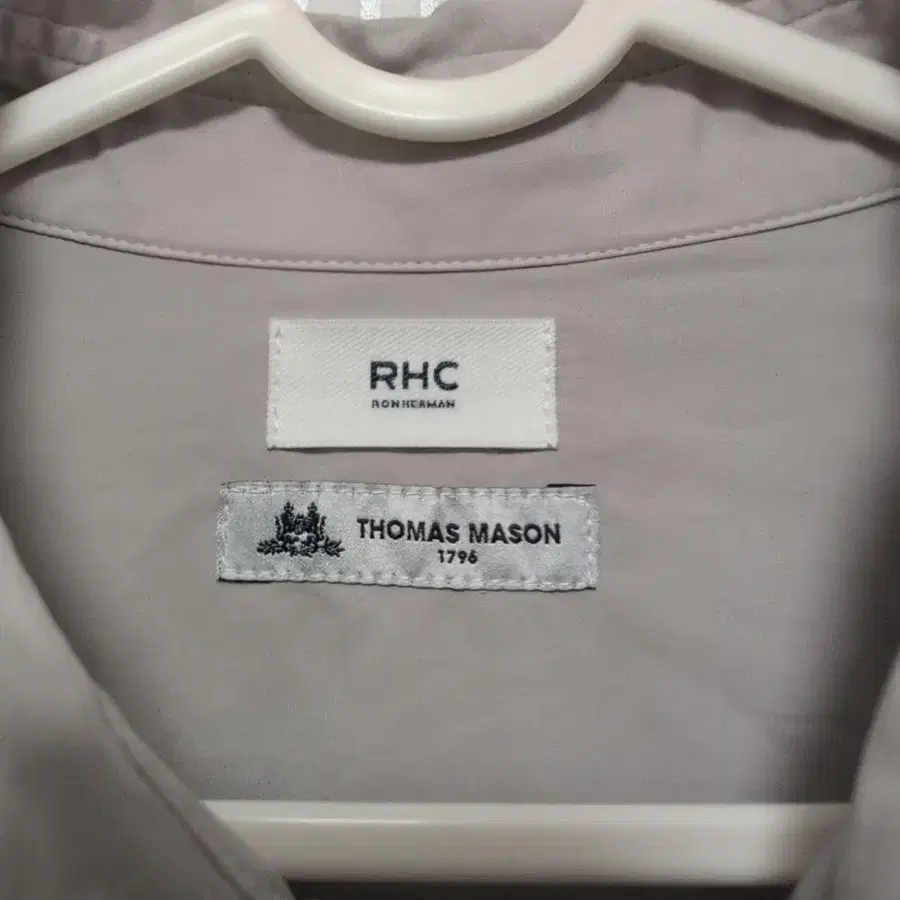 RHC
RON HERMAN
THOMAS MASON
1796